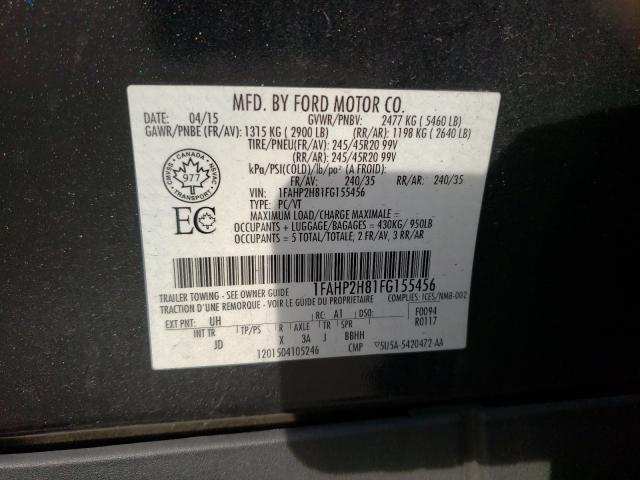 MFD. BY FORD MOTOR CO.
DATE: 04/15 GVWR/PNBV: 2477 KG ( 5460 LB)
GAWR/PNBE (FR/AV): 1315 KG ( 2900 LB) (RR/AR): 1198 KG ( 2640 LB)
TIRE/PNEU(FR/AV): 245/45R20 99V
(RR/AR): 245/45R20 99V
kPa/PSI(COLD)/lb/po² (A FROID):
FR/AV: 240/35 RR/AR: 240/35
VIN: 1FAHP2H81FG155456
TYPE: PC/VT
MAXIMUM LOAD/CHARGE MAXIMALE =
OCCUPANTS + LUGGAGE/BAGAGES = 430KG/ 950LB
OCCUPANTS = 5 TOTAL/TOTALE; 2 FR/AV, 3 RR/AR
CANADA
977
TRANSPORT
EC
1FAHP2H81FG155456
TRAILER TOWING - SEE OWNER GUIDE
TRACTION D'UNE REMORQUE - VOIR GUIDE DU PROPRIETAIRE
COMPLIES: ICES/NMB-002
EXT PNT: UH RC: A1 DSO: F0094
INT TR TP/PS R AXLE TR SPR R0117
JD X 3A J BBHH
1201504105246 CMP 5U5A-5420472-AA